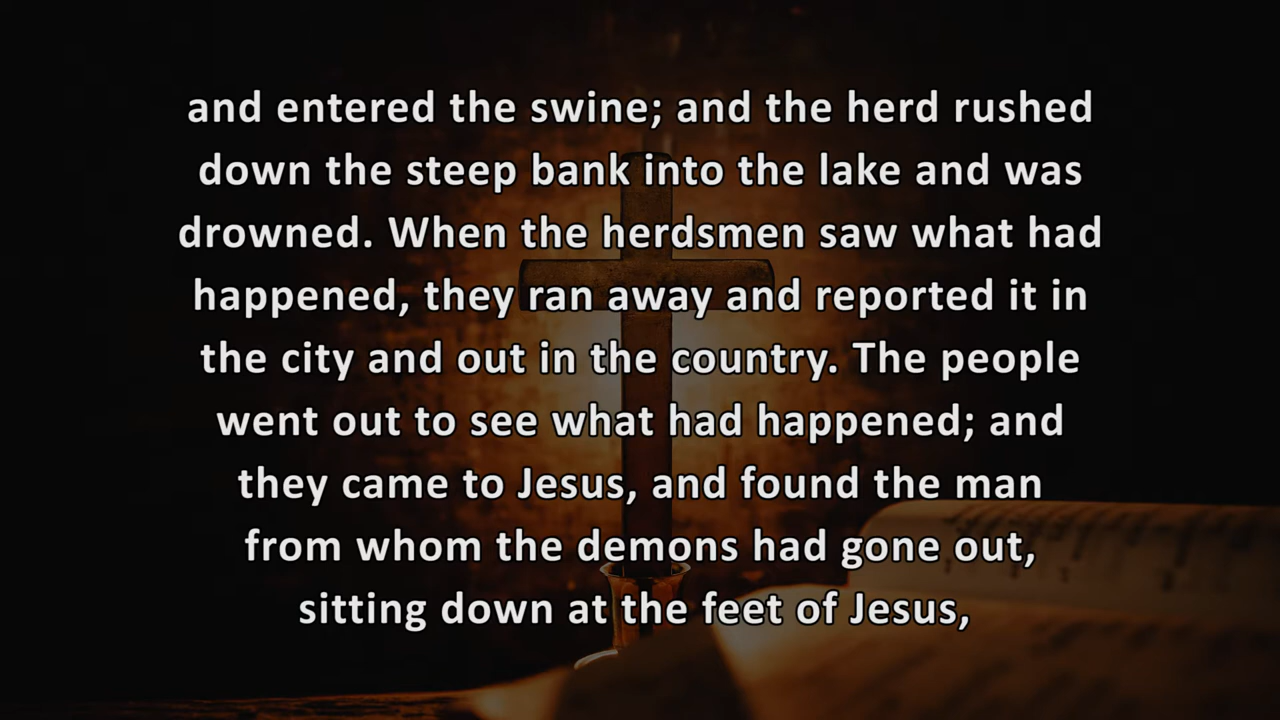 and entered the swine; and the herd rushed
down the steep bank into the lake and was
drowned. When the herdsmen saw what had
happened, they ran away and reported it in
the city and out in the country. The people
went out to see what had happened; and
they came to Jesus, and found the man
from whom the demons had gone out,
sitting down at the feet of Jesus,